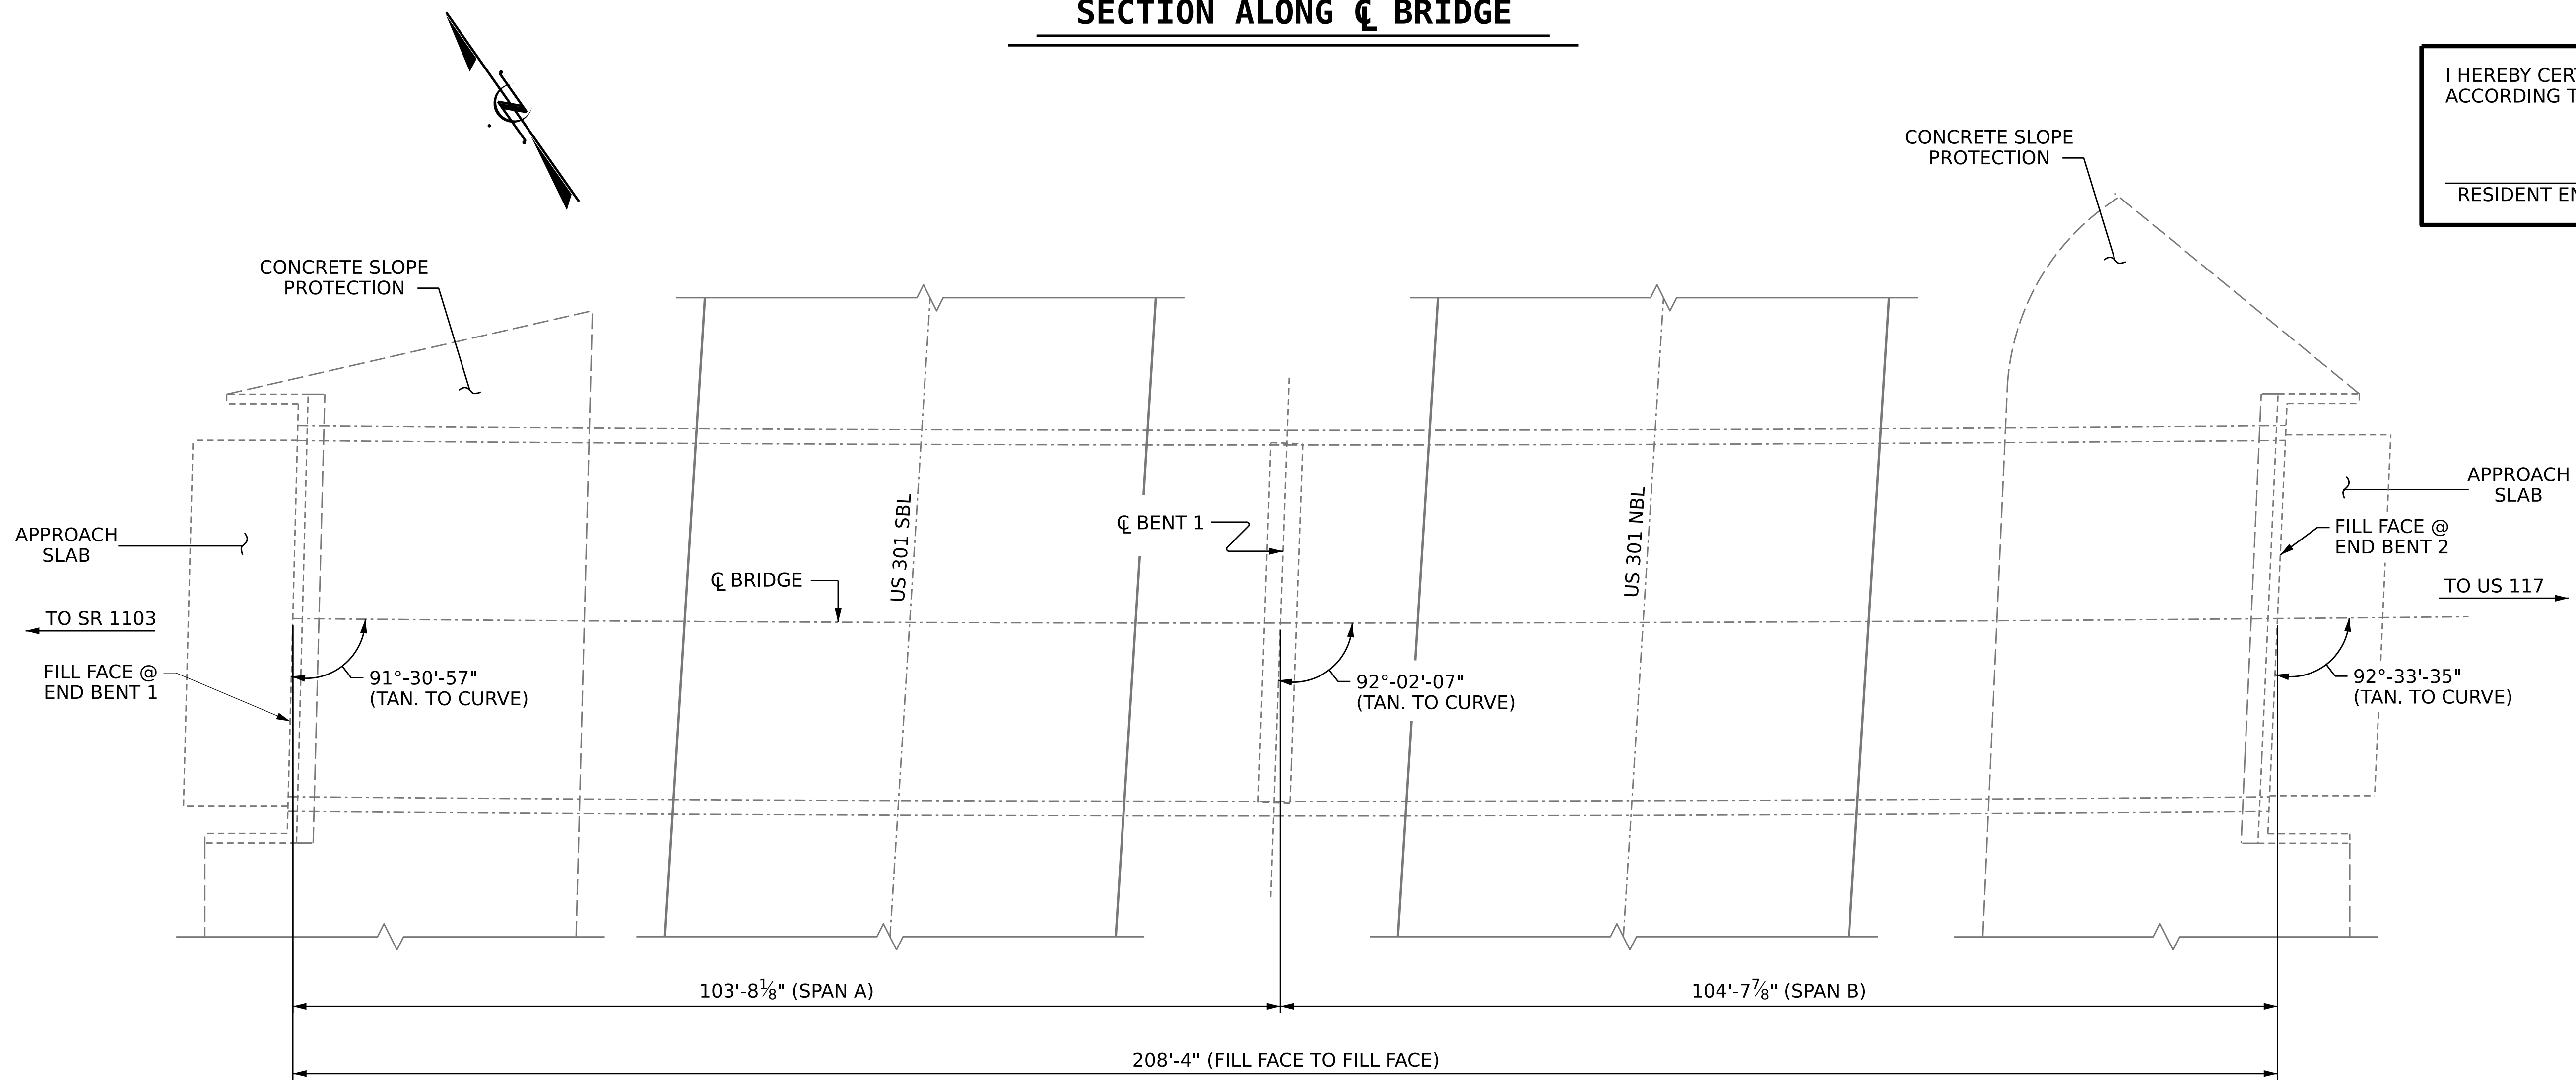 SECTION ALONG ℄ BRIDGE
N
I HEREBY CER
ACCORDING T
RESIDENT EN
CONCRETE SLOPE
PROTECTION
CONCRETE SLOPE
PROTECTION
APPROACH
SLAB
APPROACH
SLAB
US 301 SBL
℄ BENT 1
US 301 NBL
FILL FACE @
END BENT 2
℄ BRIDGE
TO US 117
TO SR 1103
FILL FACE @
END BENT 1
91°-30'-57"
(TAN. TO CURVE)
92°-02'-07"
(TAN. TO CURVE)
92°-33'-35"
(TAN. TO CURVE)
103'-8⅛" (SPAN A)
104'-7⅞" (SPAN B)
208'-4" (FILL FACE TO FILL FACE)